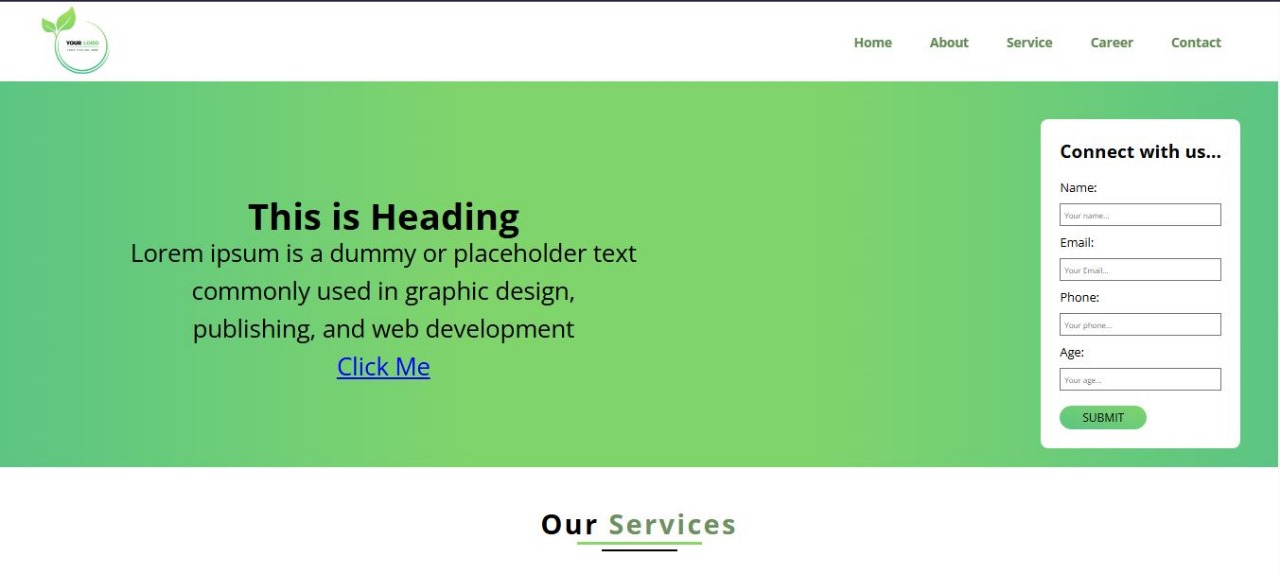 YOUR LOGO
Home About Service Career Contact
This is Heading
Lorem ipsum is a dummy or placeholder text
commonly used in graphic design,
publishing, and web development
Click Me
Connect with us...
Name:
Your name...
Email:
Your Email...
Phone:
Your phone...
Age:
Your age...
SUBMIT
Our Services